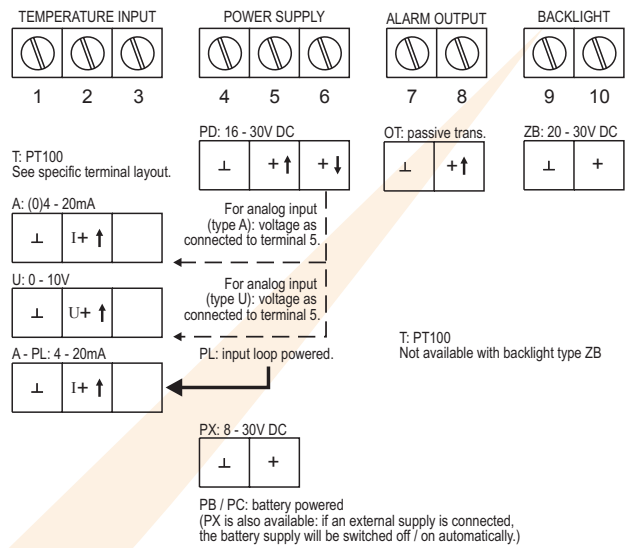 TEMPERATURE INPUT
POWER SUPPLY
ALARM OUTPUT
BACKLIGHT
1 2 3
4 5 6
7 8
9 10
T: PT100
See specific terminal layout.
PD: 16 - 30V DC
⊥ +↑ +↓
OT: passive trans.
⊥ +↑
ZB: 20 - 30V DC
⊥ +
A: (0)4 - 20mA
⊥ I+ ↑
For analog input
(type A): voltage as
connected to terminal 5.
U: 0 - 10V
⊥ U+ ↑
For analog input
(type U): voltage as
connected to terminal 5.
A - PL: 4 - 20mA
⊥ I+ ↑
PL: input loop powered.
T: PT100
Not available with backlight type ZB
PX: 8 - 30V DC
⊥ +
PB / PC: battery powered
(PX is also available: if an external supply is connected,
the battery supply will be switched off / on automatically.)